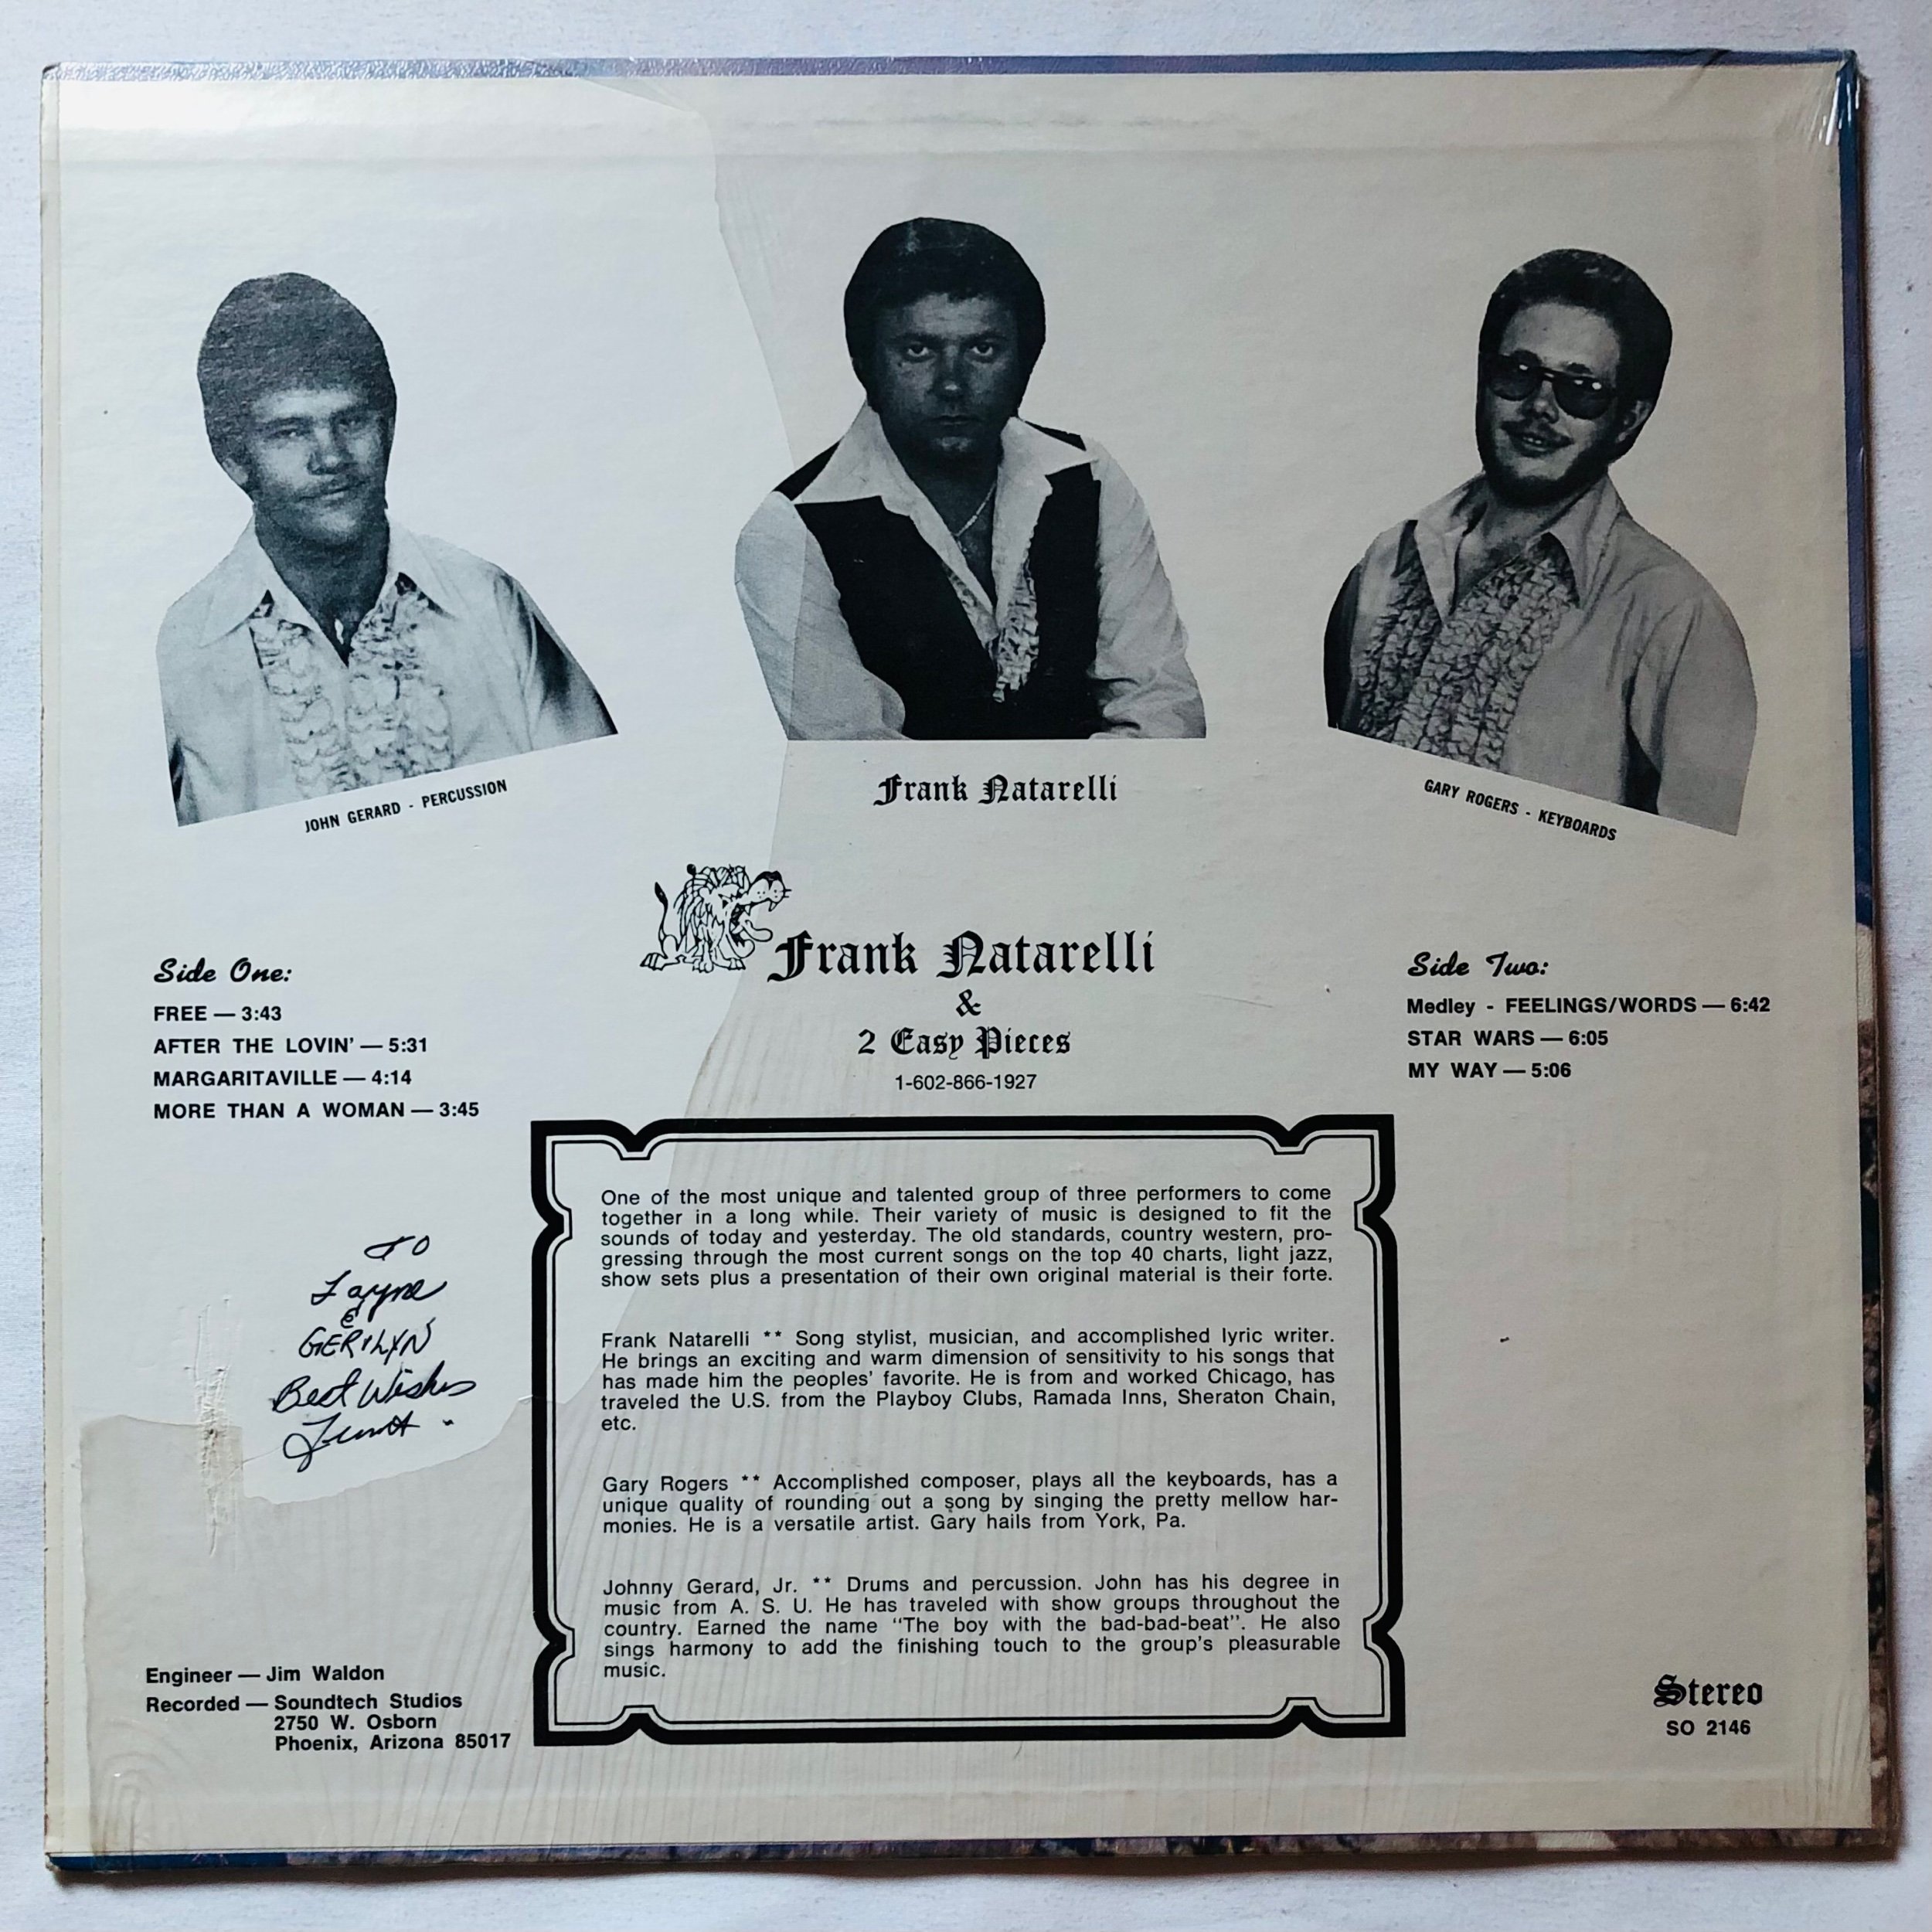 JOHN GERARD - PERCUSSION
Frank Natarelli
GARY ROGERS - KEYBOARDS
Frank Natarelli
&
2 Easy Pieces
1-602-866-1927
Side One:
FREE — 3:43
AFTER THE LOVIN' — 5:31
MARGARITAVILLE — 4:14
MORE THAN A WOMAN — 3:45
Side Two:
Medley - FEELINGS/WORDS — 6:42
STAR WARS — 6:05
MY WAY — 5:06
One of the most unique and talented group of three performers to come
together in a long while. Their variety of music is designed to fit the
sounds of today and yesterday. The old standards, country western, pro-
gressing through the most current songs on the top 40 charts, light jazz,
show sets plus a presentation of their own original material is their forte.
Frank Natarelli ** Song stylist, musician, and accomplished lyric writer.
He brings an exciting and warm dimension of sensitivity to his songs that
has made him the peoples' favorite. He is from and worked Chicago, has
traveled the U.S. from the Playboy Clubs, Ramada Inns, Sheraton Chain,
etc.
Gary Rogers ** Accomplished composer, plays all the keyboards, has a
unique quality of rounding out a song by singing the pretty mellow har-
monies. He is a versatile artist. Gary hails from York, Pa.
Johnny Gerard, Jr. ** Drums and percussion. John has his degree in
music from A. S. U. He has traveled with show groups throughout the
country. Earned the name "The boy with the bad-bad-beat". He also
sings harmony to add the finishing touch to the group's pleasurable
music.
TO
Layne
&
GERILYN
Best Wishes
Engineer — Jim Waldon
Recorded — Soundtech Studios
2750 W. Osborn
Phoenix, Arizona 85017
Stereo
SO 2146